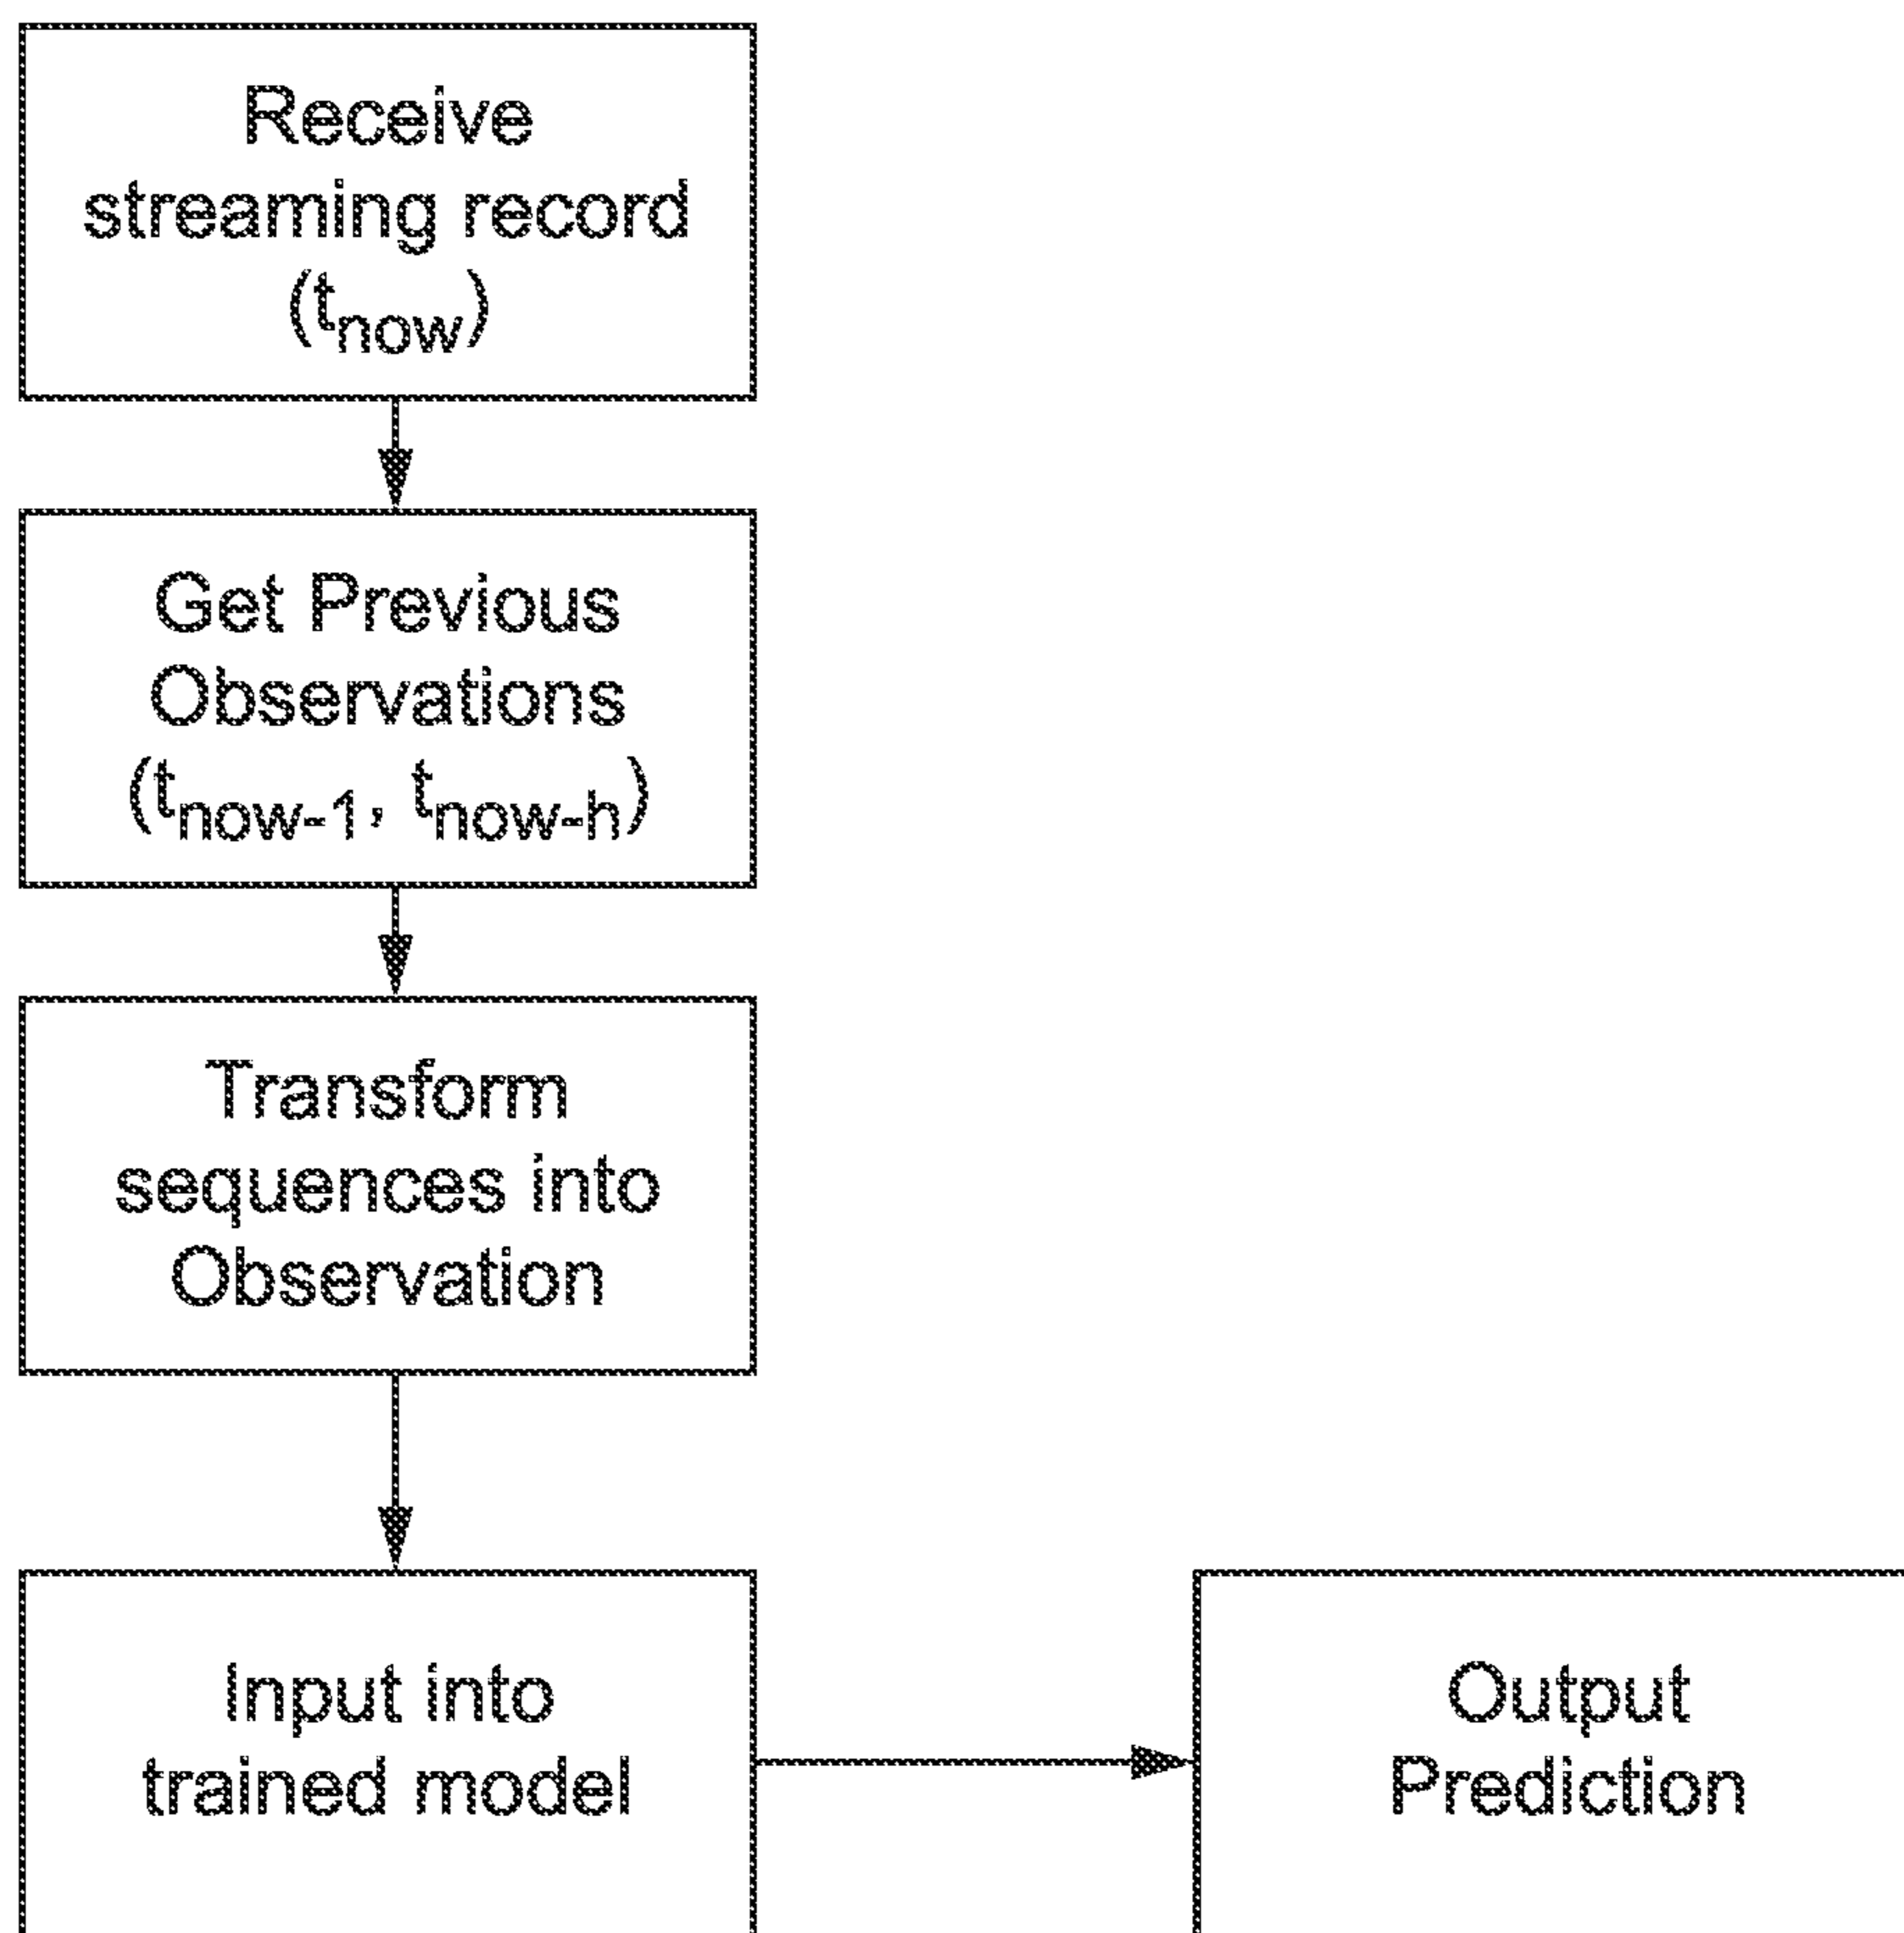 Receive
streaming record
(tnow)
Get Previous
Observations
(tnow-1, tnow-h)
Transform
sequences into
Observation
Input into
trained model
Output
Prediction